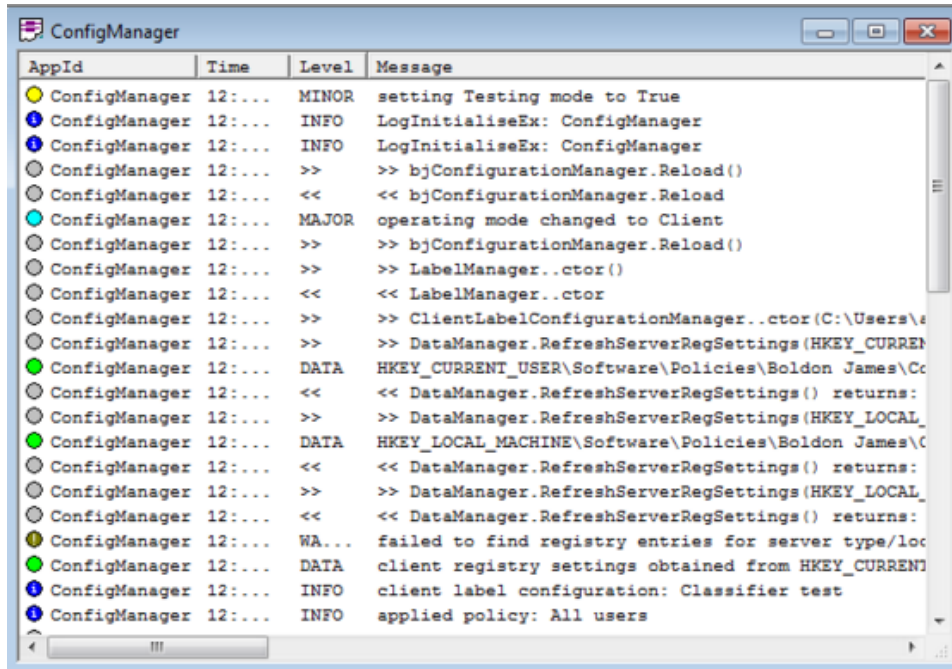 ConfigManager
AppId Time Level Message
ConfigManager 12:... MINOR setting Testing mode to True
ConfigManager 12:... INFO LogInitialiseEx: ConfigManager
ConfigManager 12:... INFO LogInitialiseEx: ConfigManager
ConfigManager 12:... >> >> bjConfigurationManager.Reload()
ConfigManager 12:... << << bjConfigurationManager.Reload
ConfigManager 12:... MAJOR operating mode changed to Client
ConfigManager 12:... >> >> bjConfigurationManager.Reload()
ConfigManager 12:... >> >> LabelManager..ctor()
ConfigManager 12:... << << LabelManager..ctor
ConfigManager 12:... >> >> ClientLabelConfigurationManager..ctor(C:\Users\a
ConfigManager 12:... >> >> DataManager.RefreshServerRegSettings(HKEY_CURREN
ConfigManager 12:... DATA HKEY_CURRENT_USER\Software\Policies\Boldon James\Co
ConfigManager 12:... << << DataManager.RefreshServerRegSettings() returns:
ConfigManager 12:... >> >> DataManager.RefreshServerRegSettings(HKEY_LOCAL_
ConfigManager 12:... DATA HKEY_LOCAL_MACHINE\Software\Policies\Boldon James\C
ConfigManager 12:... << << DataManager.RefreshServerRegSettings() returns:
ConfigManager 12:... >> >> DataManager.RefreshServerRegSettings(HKEY_LOCAL_
ConfigManager 12:... << << DataManager.RefreshServerRegSettings() returns:
ConfigManager 12:... WA... failed to find registry entries for server type/loc
ConfigManager 12:... DATA client registry settings obtained from HKEY_CURRENT
ConfigManager 12:... INFO client label configuration: Classifier test
ConfigManager 12:... INFO applied policy: All users